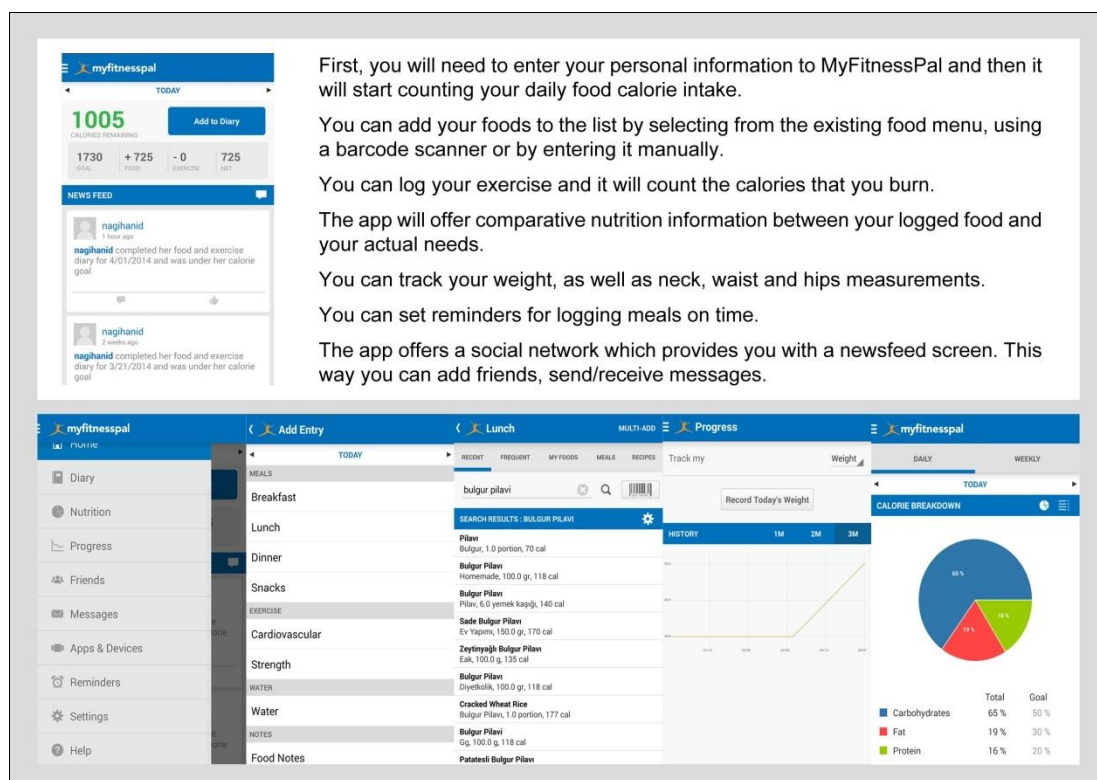 myfitnesspal
TODAY
1005
CALORIES REMAINING
Add to Diary
1730 + 725 - 0 725
GOAL FOOD EXERCISE NET
NEWS FEED
nagihanid
1 hour ago
nagihanid completed her food and exercise
diary for 4/01/2014 and was under her calorie
goal
nagihanid
2 weeks ago
nagihanid completed her food and exercise
diary for 3/21/2014 and was under her calorie
goal
First, you will need to enter your personal information to MyFitnessPal and then it
will start counting your daily food calorie intake.
You can add your foods to the list by selecting from the existing food menu, using
a barcode scanner or by entering it manually.
You can log your exercise and it will count the calories that you burn.
The app will offer comparative nutrition information between your logged food and
your actual needs.
You can track your weight, as well as neck, waist and hips measurements.
You can set reminders for logging meals on time.
The app offers a social network which provides you with a newsfeed screen. This
way you can add friends, send/receive messages.
myfitnesspal
Home
Diary
Nutrition
Progress
Friends
Messages
Apps & Devices
Reminders
Settings
Help
Add Entry
TODAY
MEALS
Breakfast
Lunch
Dinner
Snacks
EXERCISE
Cardiovascular
Strength
WATER
Water
NOTES
Food Notes
Lunch MULTI-ADD
RECENT FREQUENT MY FOODS MEALS RECIPES
bulgur pilavi
SEARCH RESULTS : BULGUR PILAVI
Pilavı
Bulgur, 1.0 portion, 70 cal
Bulgur Pilavı
Homemade, 100.0 gr, 118 cal
Bulgur Pilavı
Pilav, 6.0 yemek kaşığı, 140 cal
Sade Bulgur Pilavı
Ev Yapımı, 150.0 gr, 170 cal
Zeytinyağlı Bulgur Pilavı
Eak, 100.0 g, 135 cal
Bulgur Pilavı
Diyetkolik, 100.0 gr, 118 cal
Cracked Wheat Rice
Bulgur Pilavı, 1.0 portion, 177 cal
Bulgur Pilavı
Gg, 100.0 g, 118 cal
Patatesli Bulgur Pilavı
Progress
Track my Weight
Record Today's Weight
HISTORY 1M 2M 3M
myfitnesspal
DAILY WEEKLY
TODAY
CALORIE BREAKDOWN
65 %
19 %
16 %
Total Goal
Carbohydrates 65 % 50 %
Fat 19 % 30 %
Protein 16 % 20 %